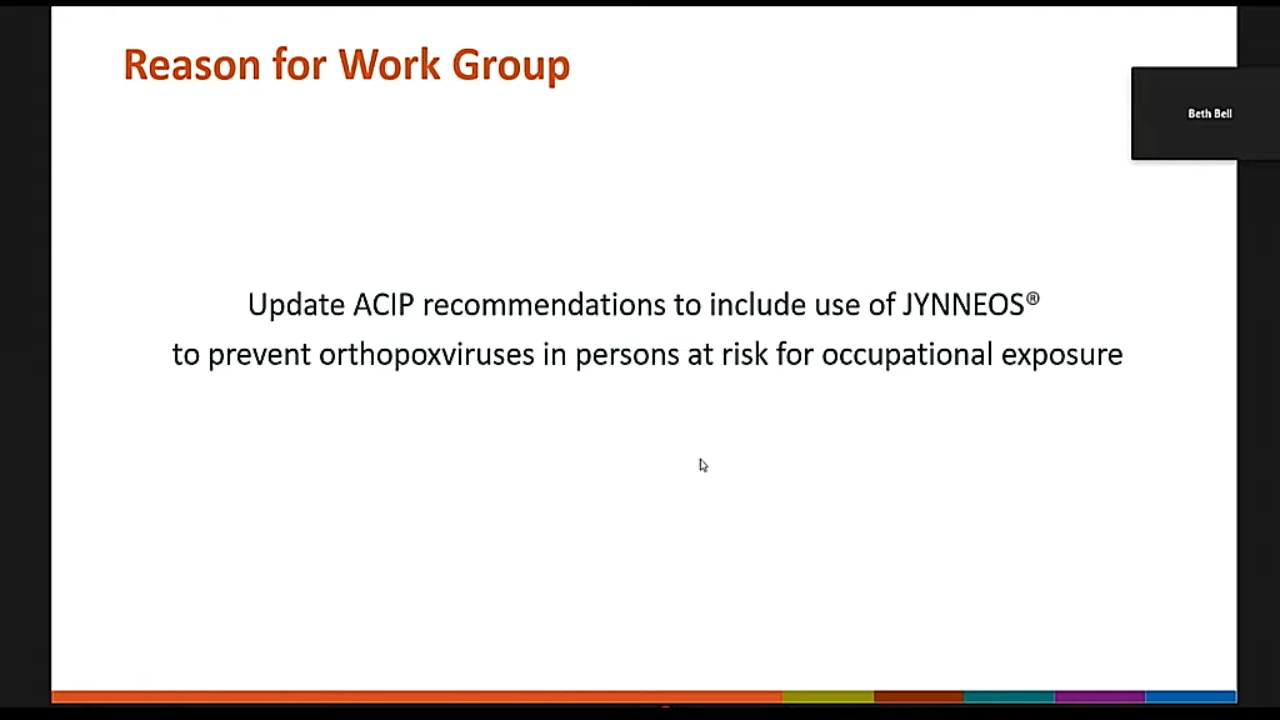 Reason for Work Group
Beth Bell
Update ACIP recommendations to include use of JYNNEOS®
to prevent orthopoxviruses in persons at risk for occupational exposure